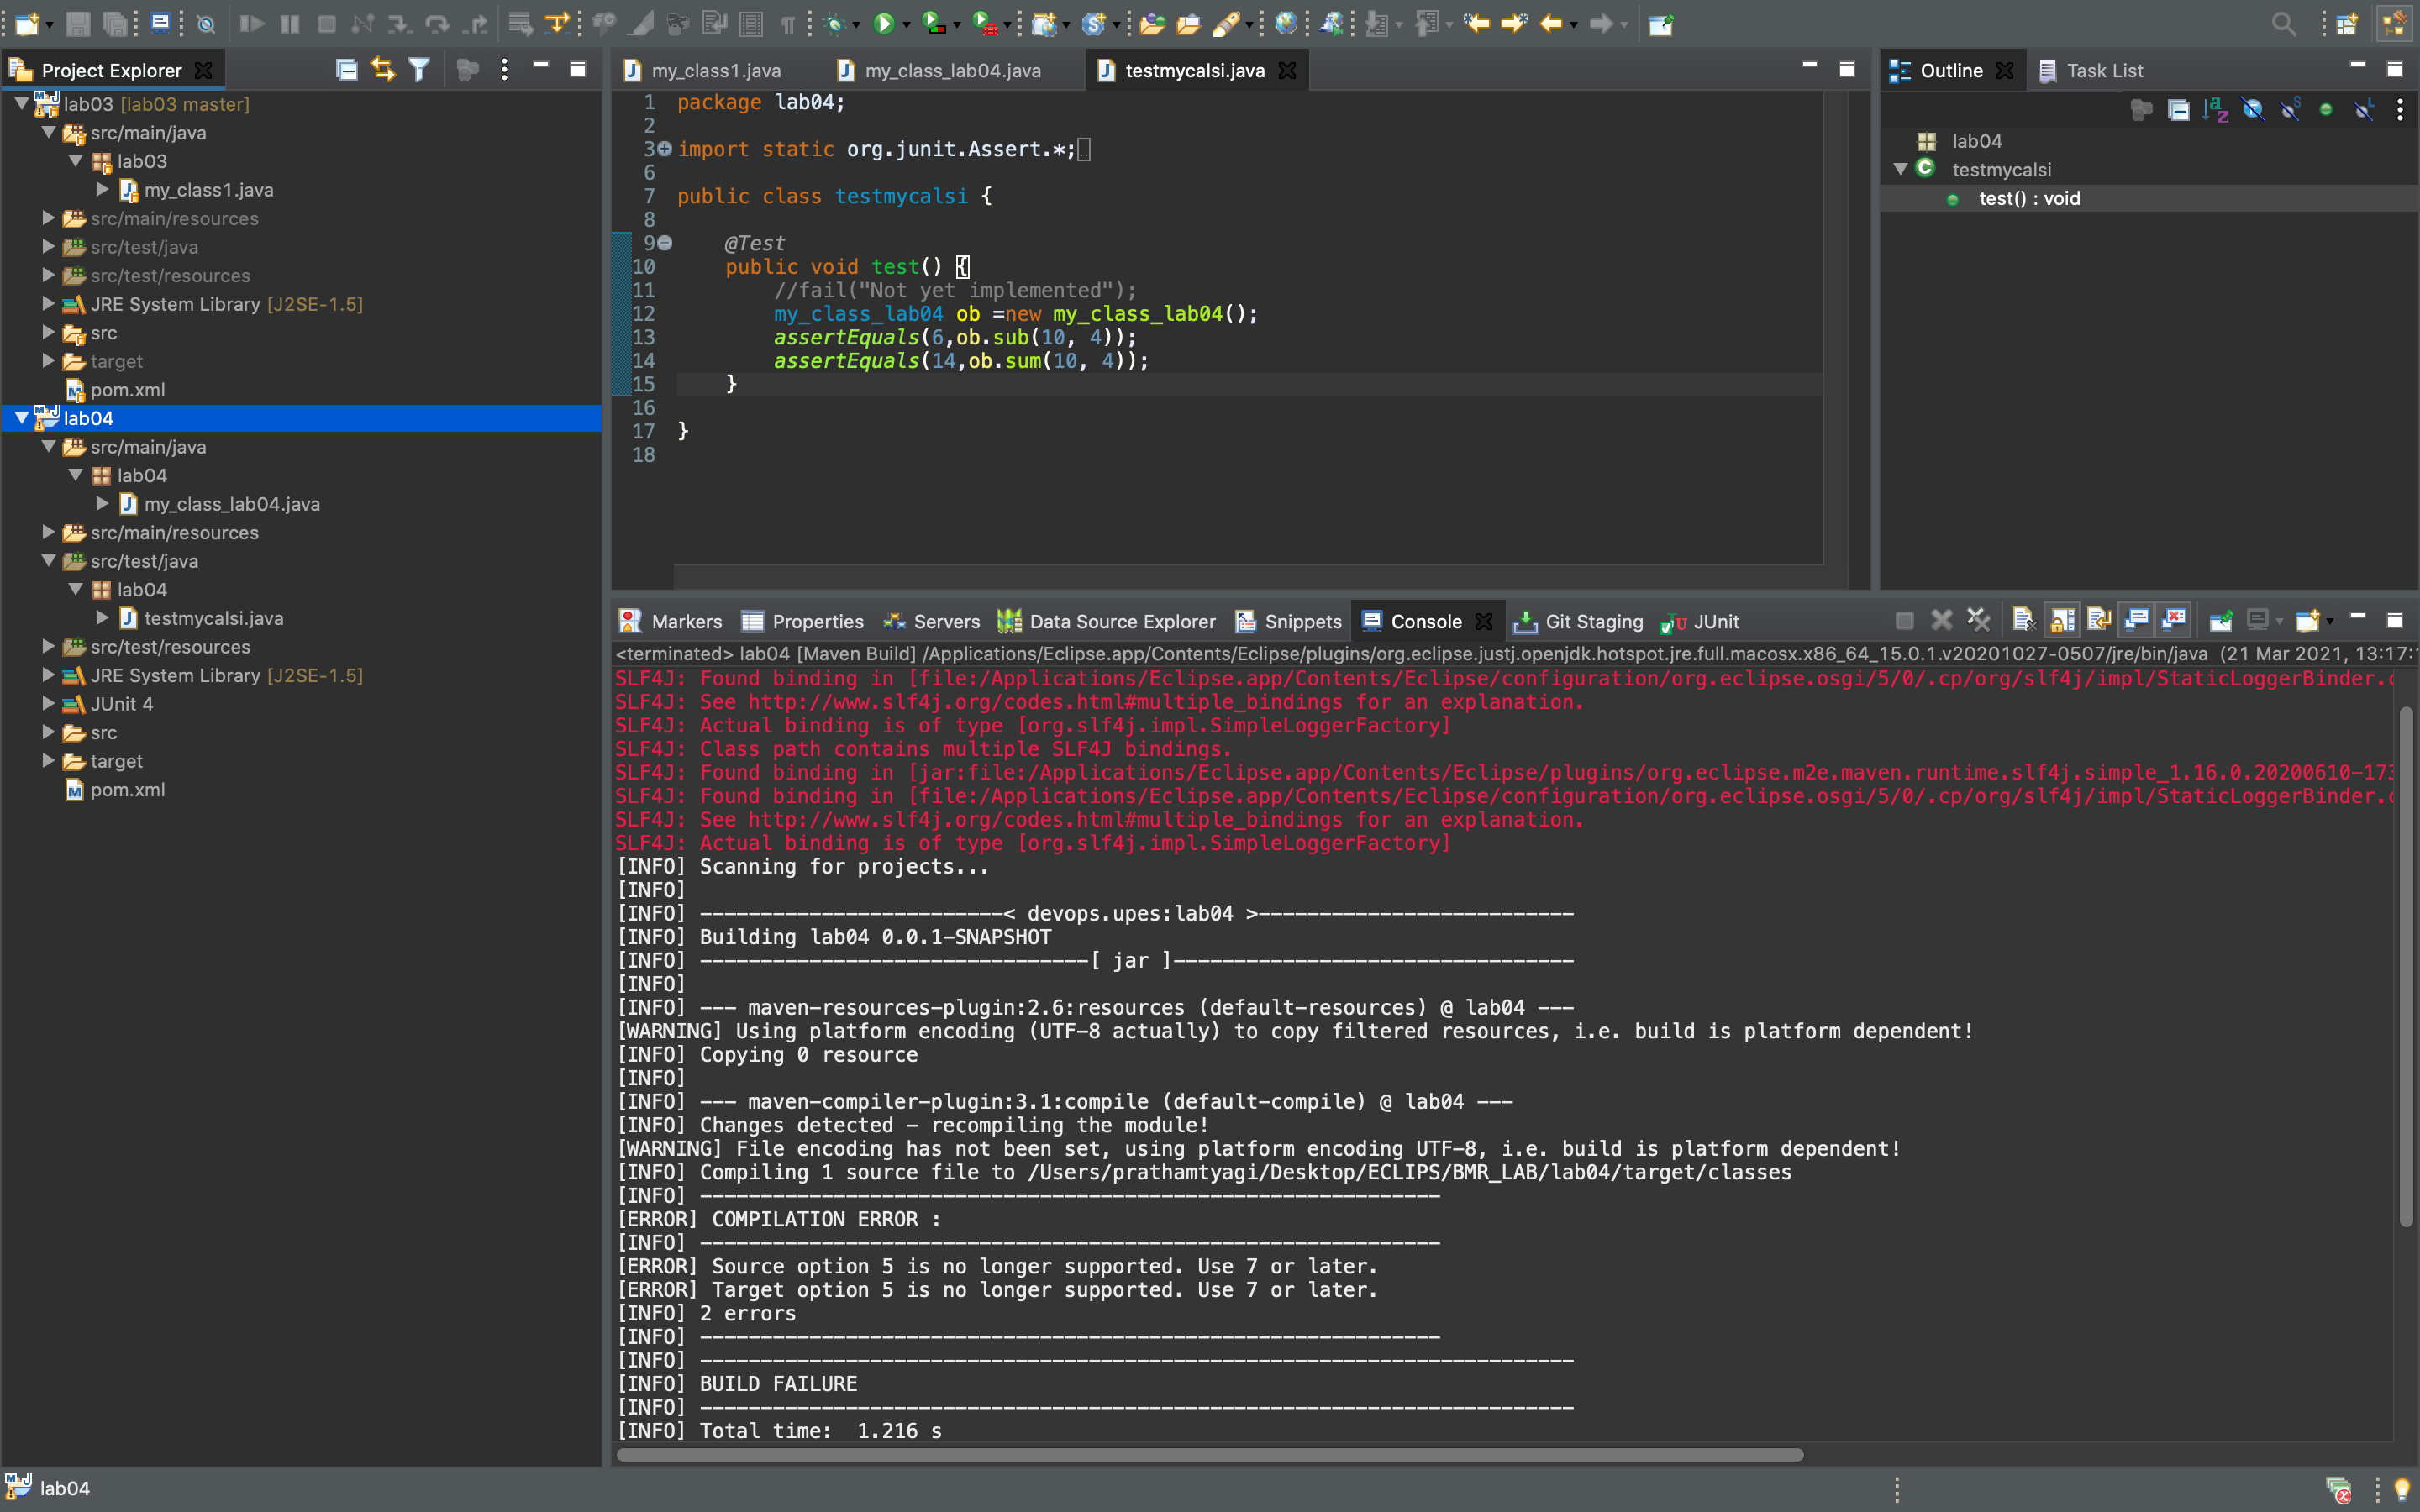 Project Explorer
lab03 [lab03 master]
src/main/java
lab03
my_class1.java
src/main/resources
src/test/java
src/test/resources
JRE System Library [J2SE-1.5]
src
target
pom.xml
lab04
src/main/java
lab04
my_class_lab04.java
src/main/resources
src/test/java
lab04
testmycalsi.java
src/test/resources
JRE System Library [J2SE-1.5]
JUnit 4
src
target
pom.xml
my_class1.java my_class_lab04.java testmycalsi.java
1 package lab04;
2
3 import static org.junit.Assert.*;
6
7 public class testmycalsi {
8
9 @Test
10 public void test() {
11 //fail("Not yet implemented");
12 my_class_lab04 ob =new my_class_lab04();
13 assertEquals(6,ob.sub(10, 4));
14 assertEquals(14,ob.sum(10, 4));
15 }
16
17 }
18
Outline Task List
lab04
testmycalsi
test() : void
Markers Properties Servers Data Source Explorer Snippets Console Git Staging JUnit
<terminated> lab04 [Maven Build] /Applications/Eclipse.app/Contents/Eclipse/plugins/org.eclipse.justj.openjdk.hotspot.jre.full.macosx.x86_64_15.0.1.v20201027-0507/jre/bin/java (21 Mar 2021, 13:17:
SLF4J: Found binding in [file:/Applications/Eclipse.app/Contents/Eclipse/configuration/org.eclipse.osgi/5/0/.cp/org/slf4j/impl/StaticLoggerBinder.c
SLF4J: See http://www.slf4j.org/codes.html#multiple_bindings for an explanation.
SLF4J: Actual binding is of type [org.slf4j.impl.SimpleLoggerFactory]
SLF4J: Class path contains multiple SLF4J bindings.
SLF4J: Found binding in [jar:file:/Applications/Eclipse.app/Contents/Eclipse/plugins/org.eclipse.m2e.maven.runtime.slf4j.simple_1.16.0.20200610-173
SLF4J: Found binding in [file:/Applications/Eclipse.app/Contents/Eclipse/configuration/org.eclipse.osgi/5/0/.cp/org/slf4j/impl/StaticLoggerBinder.c
SLF4J: See http://www.slf4j.org/codes.html#multiple_bindings for an explanation.
SLF4J: Actual binding is of type [org.slf4j.impl.SimpleLoggerFactory]
[INFO] Scanning for projects...
[INFO]
[INFO] -------------------------< devops.upes:lab04 >--------------------------
[INFO] Building lab04 0.0.1-SNAPSHOT
[INFO] --------------------------------[ jar ]---------------------------------
[INFO]
[INFO] --- maven-resources-plugin:2.6:resources (default-resources) @ lab04 ---
[WARNING] Using platform encoding (UTF-8 actually) to copy filtered resources, i.e. build is platform dependent!
[INFO] Copying 0 resource
[INFO]
[INFO] --- maven-compiler-plugin:3.1:compile (default-compile) @ lab04 ---
[INFO] Changes detected - recompiling the module!
[WARNING] File encoding has not been set, using platform encoding UTF-8, i.e. build is platform dependent!
[INFO] Compiling 1 source file to /Users/prathamtyagi/Desktop/ECLIPS/BMR_LAB/lab04/target/classes
[INFO] -------------------------------------------------------------
[ERROR] COMPILATION ERROR :
[INFO] -------------------------------------------------------------
[ERROR] Source option 5 is no longer supported. Use 7 or later.
[ERROR] Target option 5 is no longer supported. Use 7 or later.
[INFO] 2 errors
[INFO] -------------------------------------------------------------
[INFO] ------------------------------------------------------------------------
[INFO] BUILD FAILURE
[INFO] ------------------------------------------------------------------------
[INFO] Total time:  1.216 s
lab04